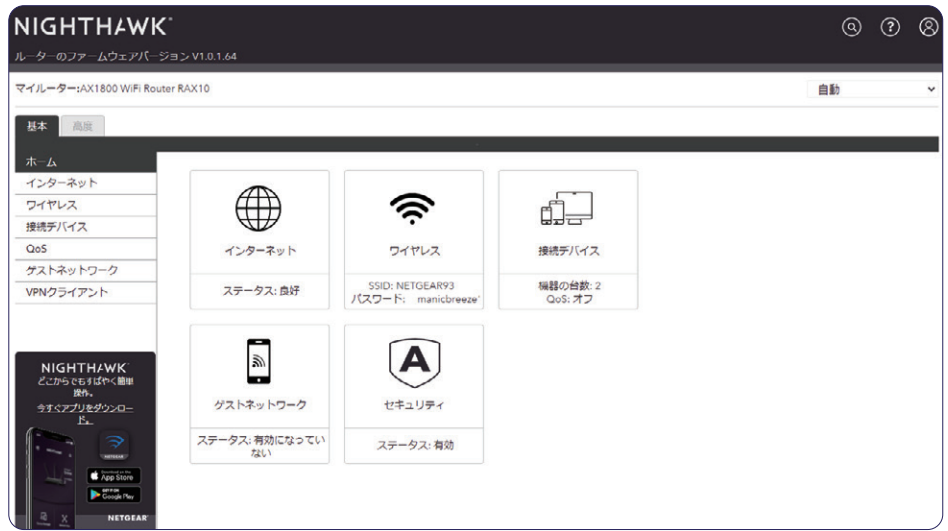 NIGHTHAWK
ルーターのファームウェアバージョン V1.0.1.64
マイルーター:AX1800 WiFi Router RAX10
自動
基本
高度
ホーム
インターネット
ワイヤレス
接続デバイス
QoS
ゲストネットワーク
VPNクライアント
インターネット
ステータス: 良好
ワイヤレス
SSID: NETGEAR93
パスワード: manicbreeze
接続デバイス
機器の台数: 2
QoS: オフ
ゲストネットワーク
ステータス: 有効になってい
ない
A
セキュリティ
ステータス: 有効
NIGHTHAWK
どこからでもすばやく簡単
操作。
今すぐアプリをダウンロー
ド。
NETGEAR
Download on the
App Store
GET IT ON
Google Play
NETGEAR